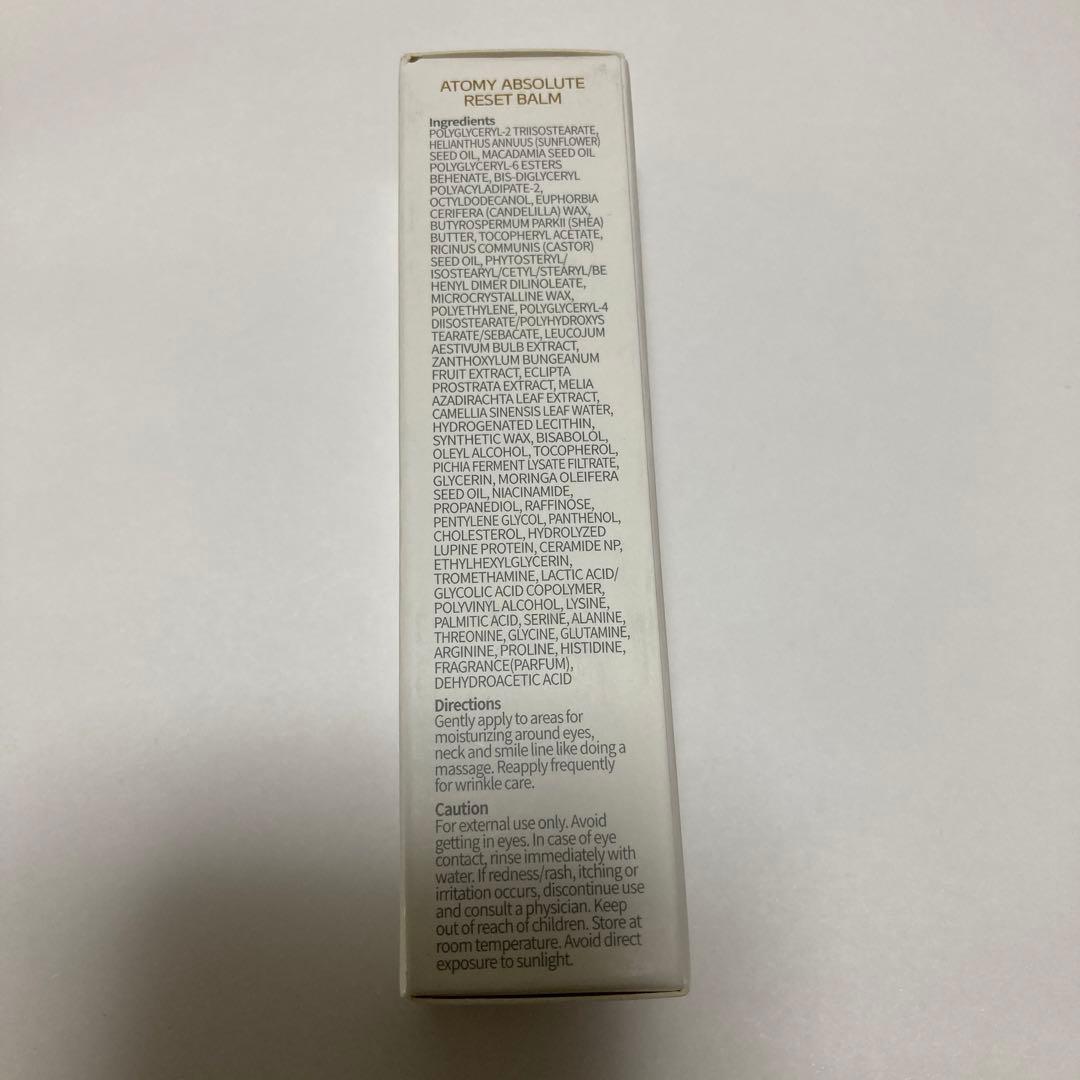 ATOMY ABSOLUTE
RESET BALM
Ingredients
POLYGLYCERYL-2 TRIISOSTEARATE,
HELIANTHUS ANNUUS (SUNFLOWER)
SEED OIL, MACADAMIA SEED OIL
POLYGLYCERYL-6 ESTERS
BEHENATE, BIS-DIGLYCERYL
POLYACYLADIPATE-2,
OCTYLDODECANOL, EUPHORBIA
CERIFERA (CANDELILLA) WAX,
BUTYROSPERMUM PARKII (SHEA)
BUTTER, TOCOPHERYL ACETATE,
RICINUS COMMUNIS (CASTOR)
SEED OIL, PHYTOSTERYL/
ISOSTEARYL/CETYL/STEARYL/BE
HENYL DIMER DILINOLEATE,
MICROCRYSTALLINE WAX,
POLYETHYLENE, POLYGLYCERYL-4
DIISOSTEARATE/POLYHYDROXYS
TEARATE/SEBACATE, LEUCOJUM
AESTIVUM BULB EXTRACT,
ZANTHOXYLUM BUNGEANUM
FRUIT EXTRACT, ECLIPTA
PROSTRATA EXTRACT, MELIA
AZADIRACHTA LEAF EXTRACT,
CAMELLIA SINENSIS LEAF WATER,
HYDROGENATED LECITHIN,
SYNTHETIC WAX, BISABOLOL,
OLEYL ALCOHOL, TOCOPHEROL,
PICHIA FERMENT LYSATE FILTRATE,
GLYCERIN, MORINGA OLEIFERA
SEED OIL, NIACINAMIDE,
PROPANEDIOL, RAFFINOSE,
PENTYLENE GLYCOL, PANTHENOL,
CHOLESTEROL, HYDROLYZED
LUPINE PROTEIN, CERAMIDE NP,
ETHYLHEXYLGLYCERIN,
TROMETHAMINE, LACTIC ACID/
GLYCOLIC ACID COPOLYMER,
POLYVINYL ALCOHOL, LYSINE,
PALMITIC ACID, SERINE, ALANINE,
THREONINE, GLYCINE, GLUTAMINE,
ARGININE, PROLINE, HISTIDINE,
FRAGRANCE(PARFUM),
DEHYDROACETIC ACID
Directions
Gently apply to areas for
moisturizing around eyes,
neck and smile line like doing a
massage. Reapply frequently
for wrinkle care.
Caution
For external use only. Avoid
getting in eyes. In case of eye
contact, rinse immediately with
water. If redness/rash, itching or
irritation occurs, discontinue use
and consult a physician. Keep
out of reach of children. Store at
room temperature. Avoid direct
exposure to sunlight.